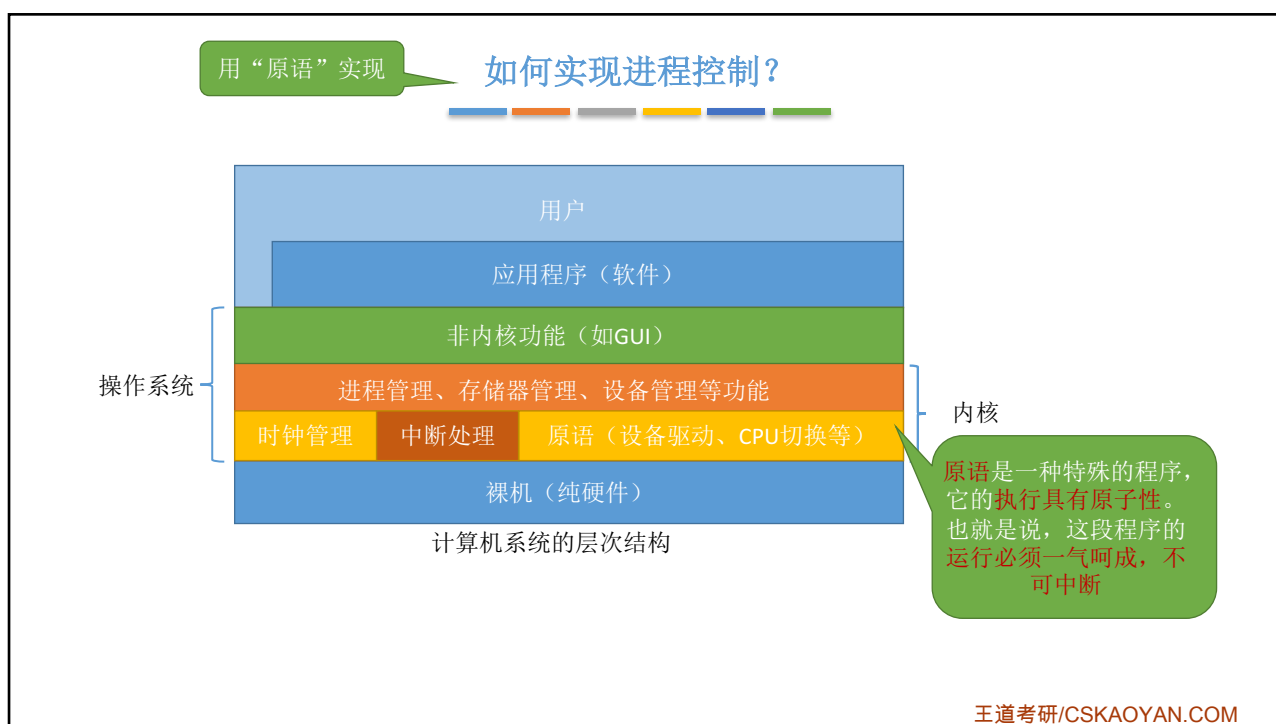 用“原语”实现
如何实现进程控制？
用户
应用程序（软件）
非内核功能（如GUI）
操作系统
进程管理、存储器管理、设备管理等功能
内核
时钟管理
中断处理
原语（设备驱动、CPU切换等）
裸机（纯硬件）
计算机系统的层次结构
原语是一种特殊的程序，
它的执行具有原子性。
也就是说，这段程序的
运行必须一气呵成，不
可中断
王道考研/CSKAOYAN.COM